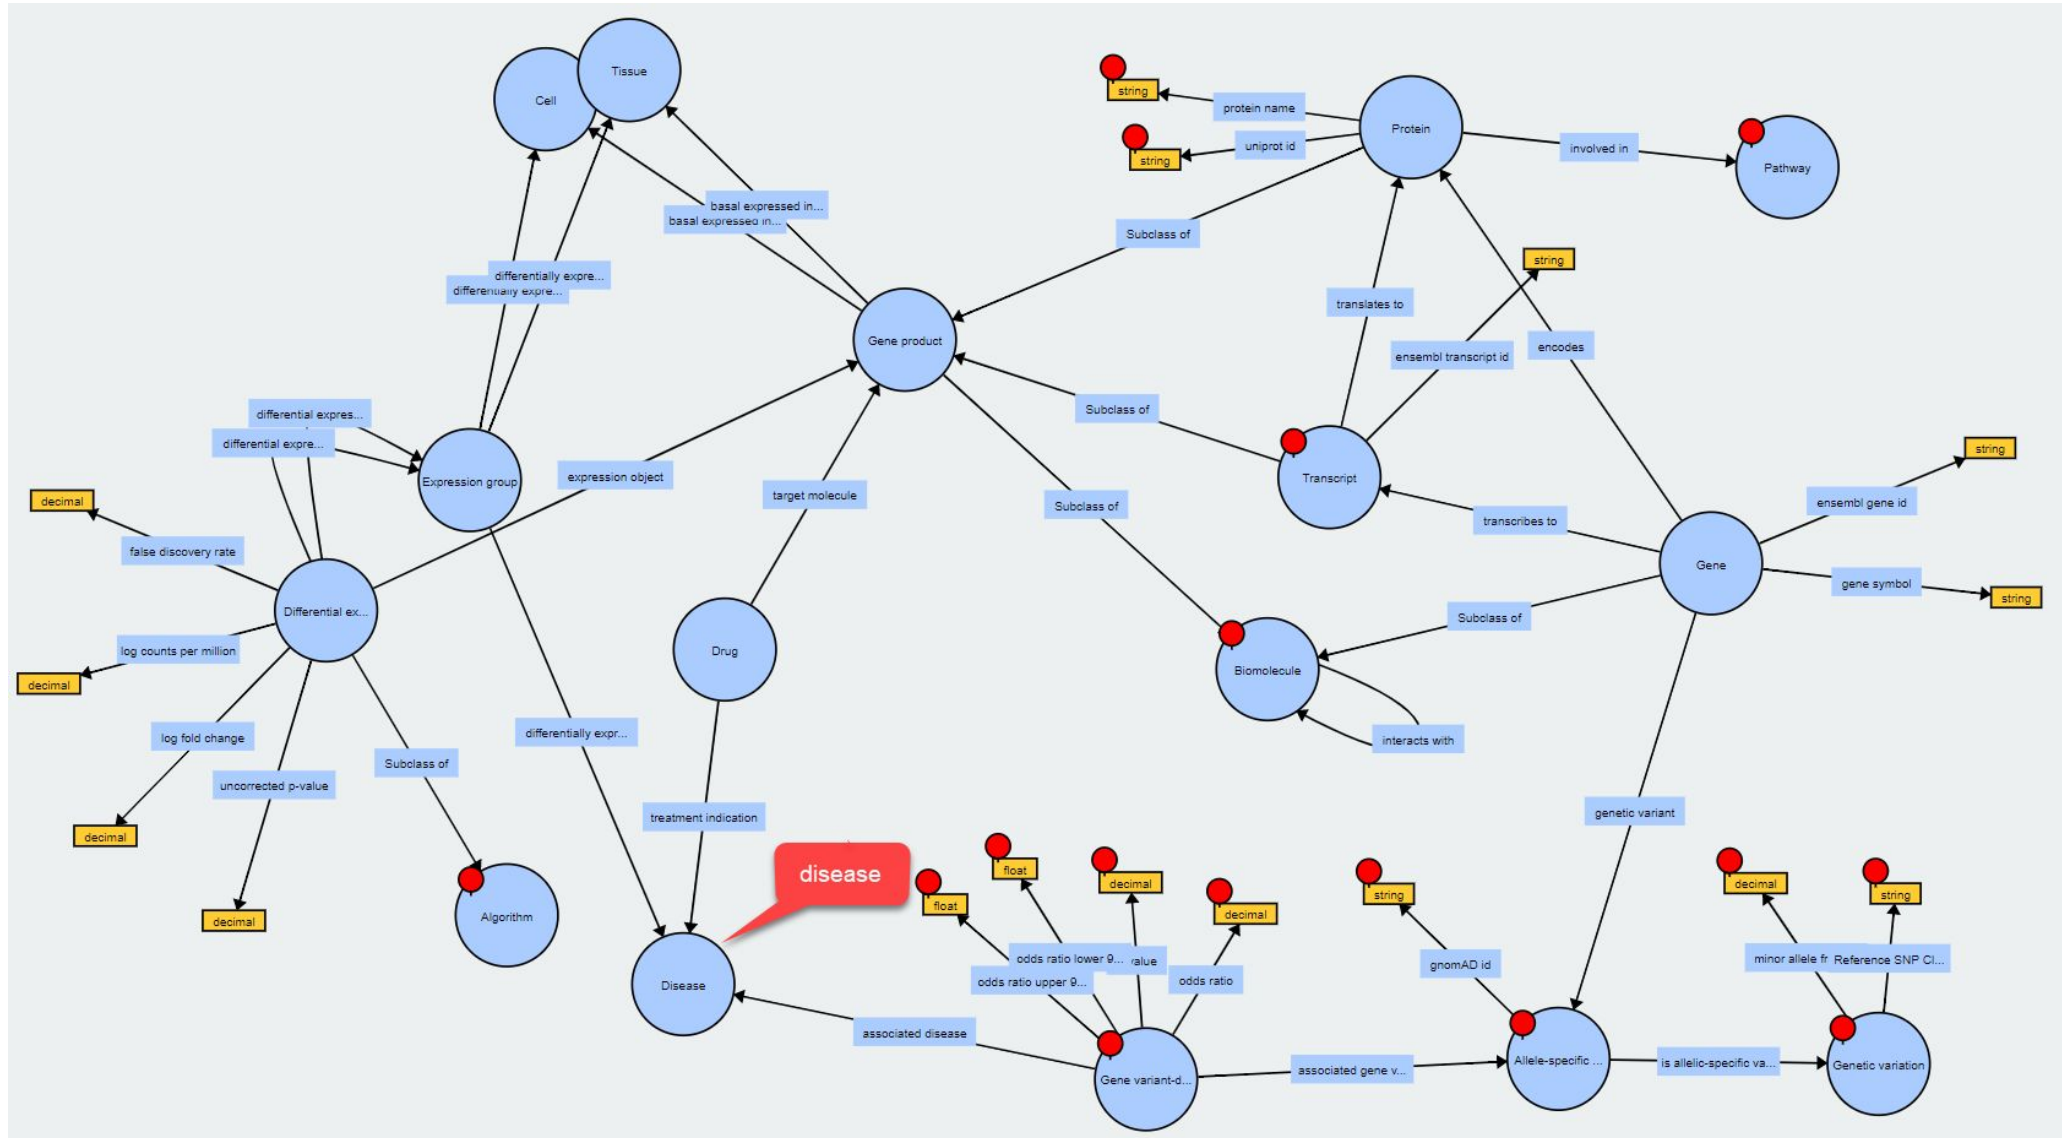 Tissue
Cell
string
protein name
Protein
string
uniprot id
involved in
Pathway
basal expressed in...
basal expressed in...
Subclass of
string
differentially expre...
differentially expre...
translates to
Gene product
encodes
ensembl transcript id
differential expres...
Subclass of
differential expre...
string
expression object
Transcript
Expression group
target molecule
decimal
Subclass of
ensembl gene id
transcribes to
false discovery rate
Gene
gene symbol
string
Differential ex...
Subclass of
log counts per million
Drug
Biomolecule
decimal
differentially expr...
log fold change
interacts with
Subclass of
uncorrected p-value
treatment indication
genetic variant
decimal
disease
float
decimal
decimal
string
string
float
decimal
decimal
Algorithm
odds ratio lower 9...
alue
gnomAD id
minor allele fr
Reference SNP Cl...
odds ratio upper 9...
odds ratio
Disease
associated disease
Allele-specific ...
is allelic-specific va...
Genetic variation
associated gene v...
Gene variant-d...